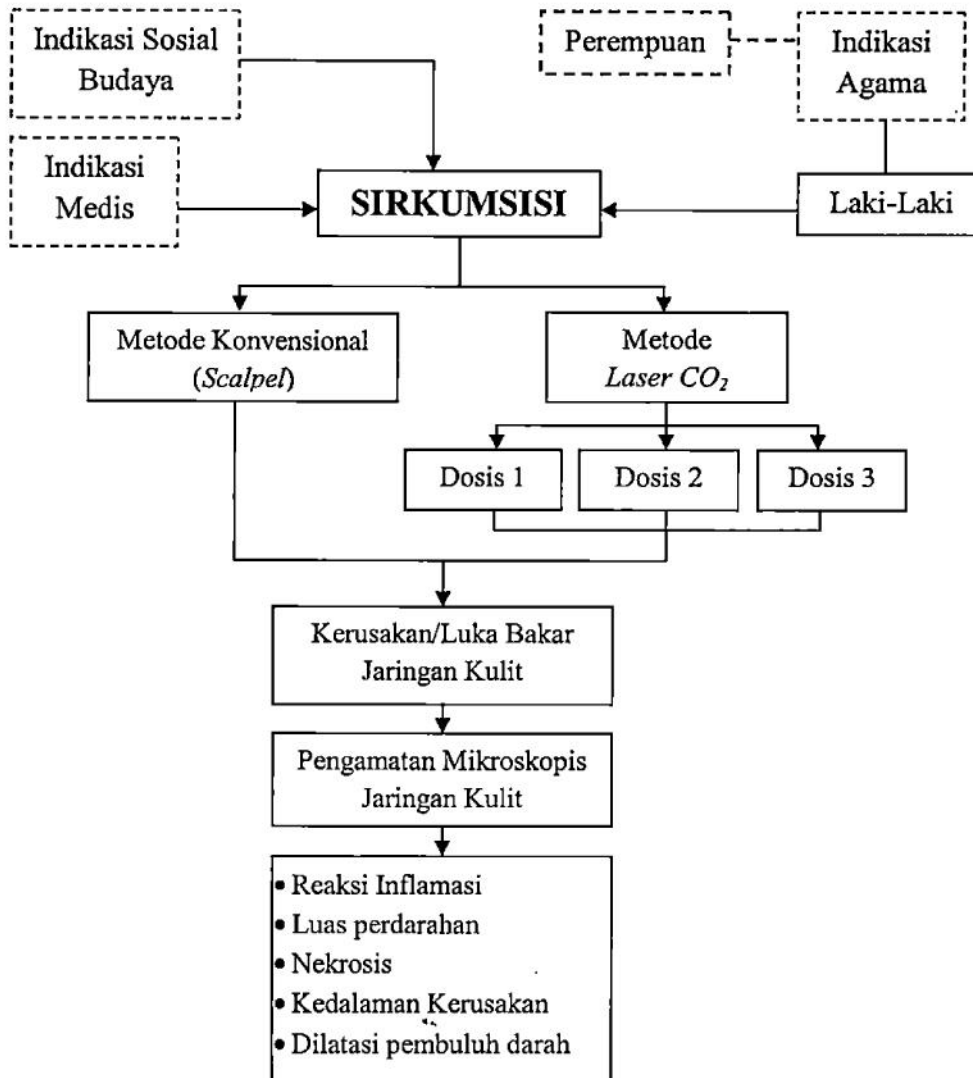 Indikasi Sosial
Budaya
Perempuan
Indikasi
Agama
Indikasi
Medis
SIRKUMSISI
Laki-Laki
Metode Konvensional
(Scalpel)
Metode
Laser CO₂
Dosis 1
Dosis 2
Dosis 3
Kerusakan/Luka Bakar
Jaringan Kulit
Pengamatan Mikroskopis
Jaringan Kulit
• Reaksi Inflamasi
• Luas perdarahan
• Nekrosis
• Kedalaman Kerusakan
• Dilatasi pembuluh darah